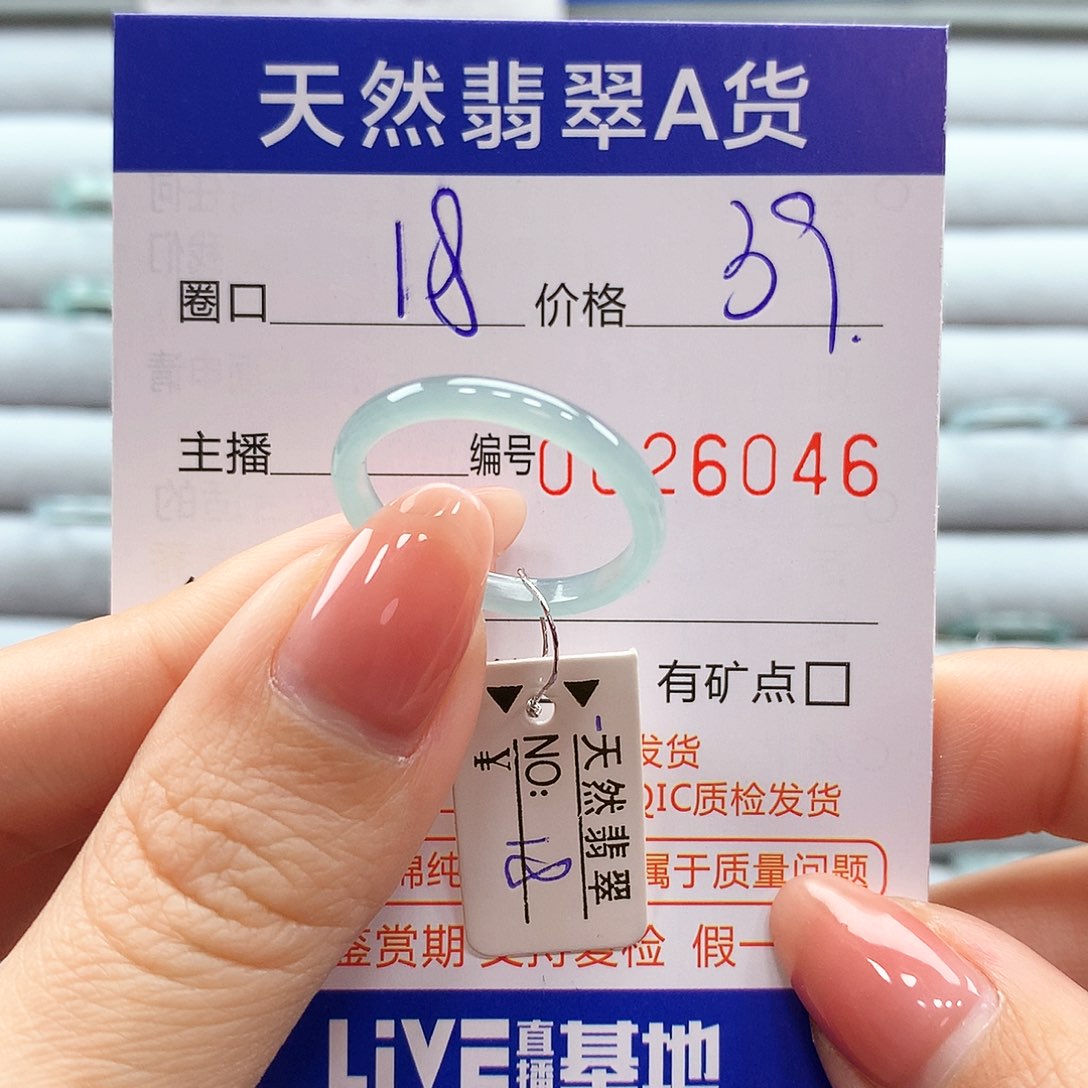 天然翡翠A货
圈口 18 价格 39.
主播 编号 0026046
有矿点
发货
QIC质检发货
棉纯 属于质量问题
鉴赏期 支持复检 假一
天然翡翠
NO: 18
¥
LiVE直播基地